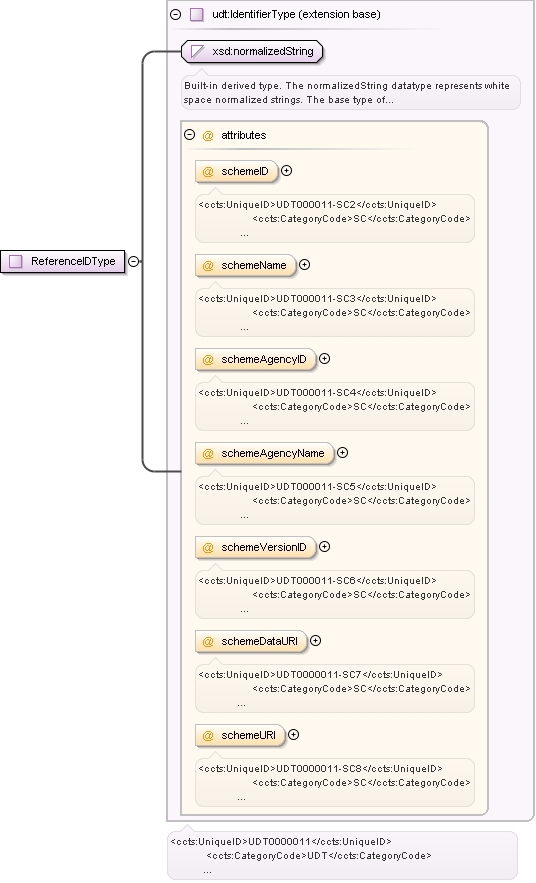 udt:IdentifierType (extension base)
xsd:normalizedString
Built-in derived type. The normalizedString datatype represents white
space normalized strings. The base type of...
attributes
@ schemeID
<ccts:UniqueID>UDT000011-SC2</ccts:UniqueID>
<ccts:CategoryCode>SC</ccts:CategoryCode>
...
@ schemeName
<ccts:UniqueID>UDT000011-SC3</ccts:UniqueID>
<ccts:CategoryCode>SC</ccts:CategoryCode>
...
ReferenceIDType
@ schemeAgencyID
<ccts:UniqueID>UDT000011-SC4</ccts:UniqueID>
<ccts:CategoryCode>SC</ccts:CategoryCode>
...
@ schemeAgencyName
<ccts:UniqueID>UDT000011-SC5</ccts:UniqueID>
<ccts:CategoryCode>SC</ccts:CategoryCode>
...
@ schemeVersionID
<ccts:UniqueID>UDT000011-SC6</ccts:UniqueID>
<ccts:CategoryCode>SC</ccts:CategoryCode>
...
@ schemeDataURI
<ccts:UniqueID>UDT0000011-SC7</ccts:UniqueID>
<ccts:CategoryCode>SC</ccts:CategoryCode>
...
@ schemeURI
<ccts:UniqueID>UDT0000011-SC8</ccts:UniqueID>
<ccts:CategoryCode>SC</ccts:CategoryCode>
...
<ccts:UniqueID>UDT0000011</ccts:UniqueID>
<ccts:CategoryCode>UDT</ccts:CategoryCode>
...